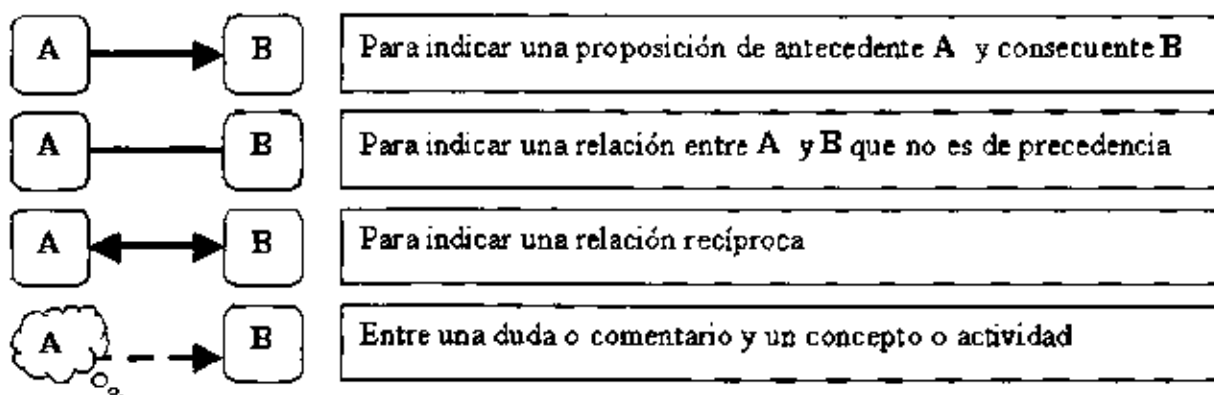 A B Para indicar una proposición de antecedente A y consecuente B
A B Para indicar una relación entre A y B que no es de precedencia
A B Para indicar una relación recíproca
A B Entre una duda o comentario y un concepto o actividad